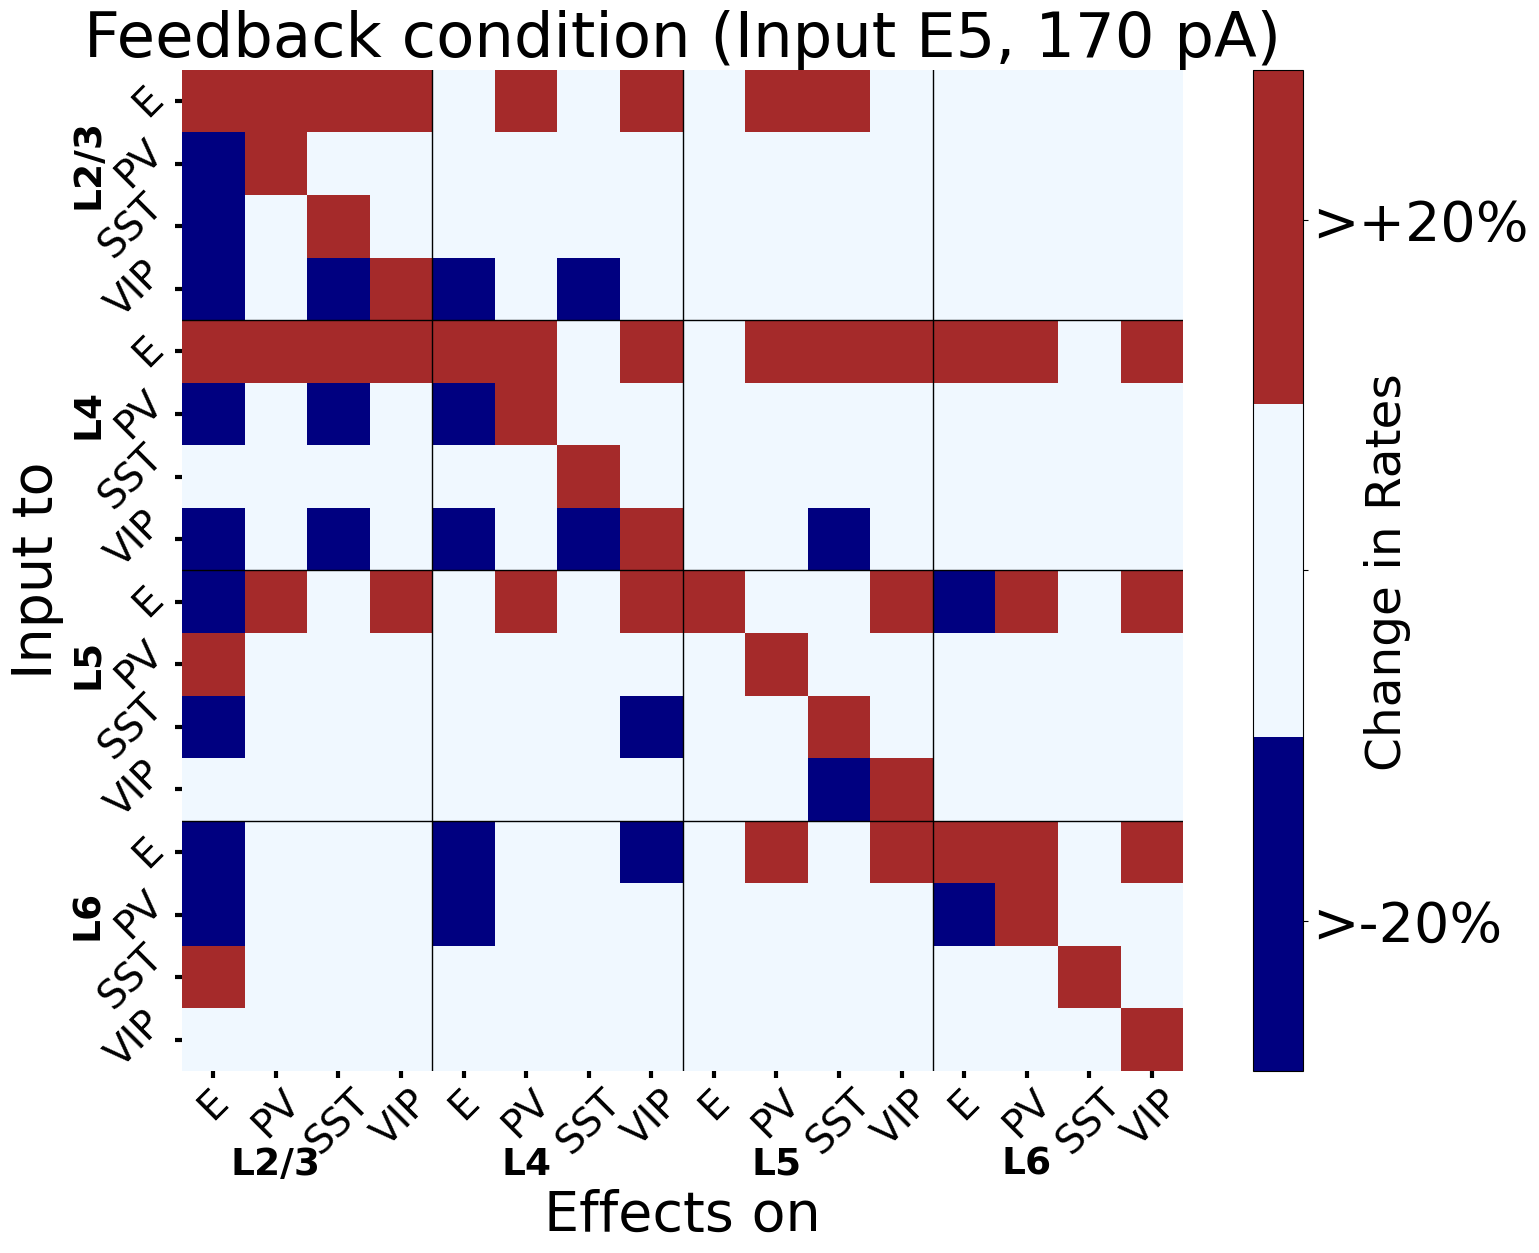 Feedback condition (Input E5, 170 pA)
Input to
L2/3
E
PV
SST
VIP
L4
E
PV
SST
VIP
L5
E
PV
SST
VIP
L6
E
PV
SST
VIP
E PV SST VIP E PV SST VIP E PV SST VIP E PV SST VIP
L2/3 L4 L5 L6
Effects on
>+20%
>-20%
Change in Rates